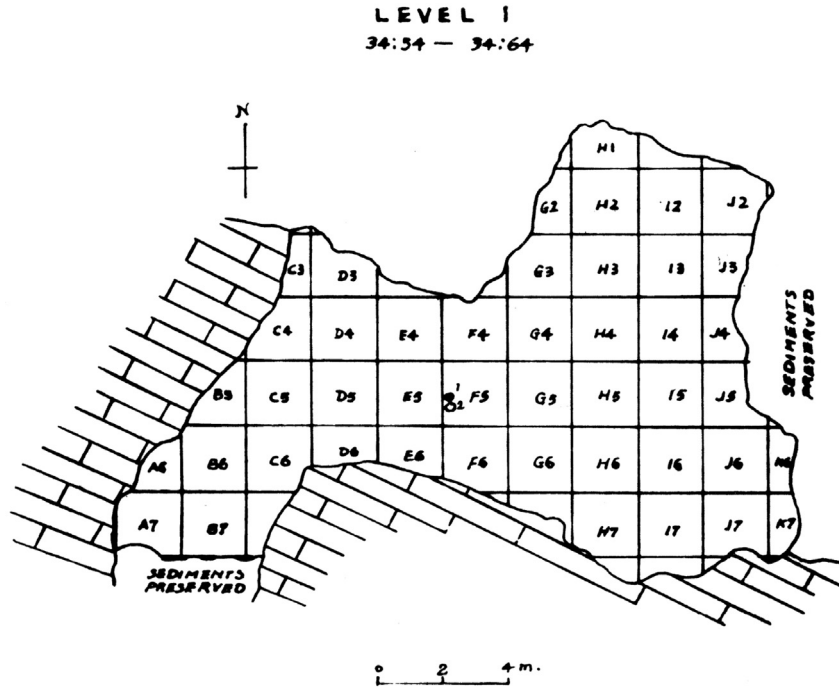 LEVEL 1
34:54 — 34:64
N
H1
G2 H2 I2 J2
C3 D3 G3 H3 I3 J3
C4 D4 E4 F4 G4 H4 I4 J4
SEDIMENTS
PRESERVED
B5 C5 D5 E5 1 F5 G5 H5 I5 J5
2
A6 B6 C6 D6 E6 F6 G6 H6 I6 J6 K6
A7 B7 H7 I7 J7 K7
SEDIMENTS
PRESERVED
0 2 4 m.